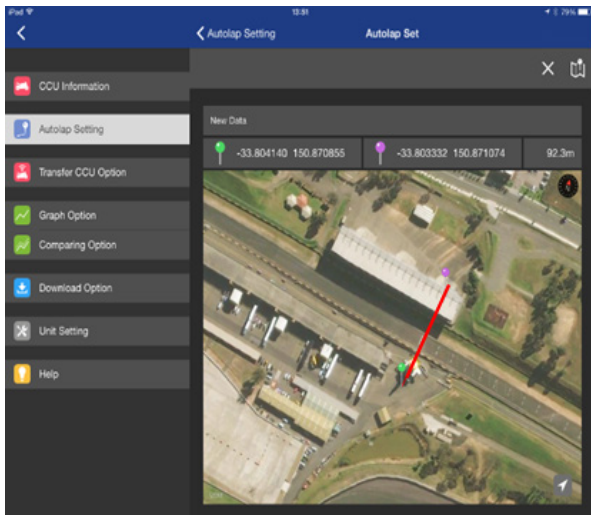 iPad
13:51
79%
Autolap Setting
Autolap Set
CCU Information
Autolap Setting
Transfer CCU Option
Graph Option
Comparing Option
Download Option
Unit Setting
Help
New Data
-33.804140 150.870855
-33.803332 150.871074
92.3m